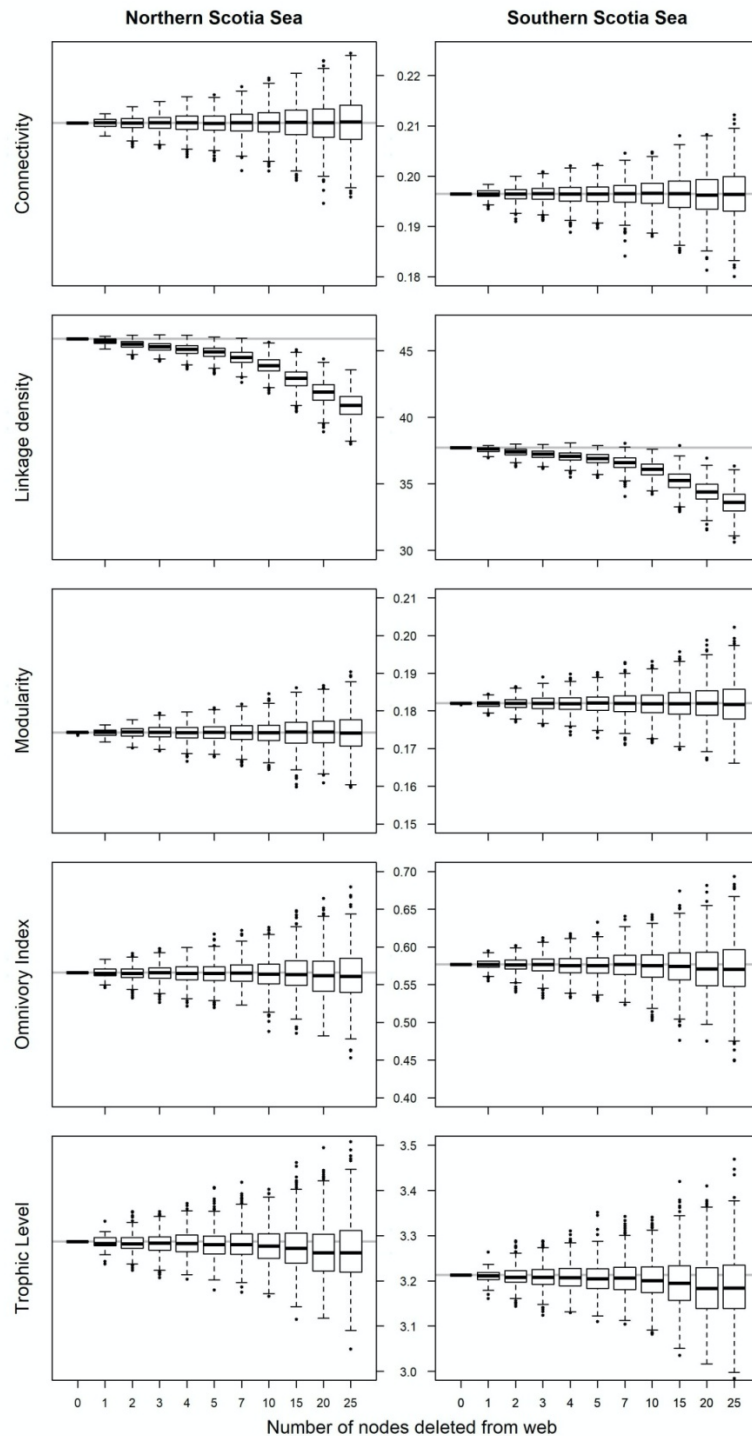 Northern Scotia Sea
Southern Scotia Sea
Connectivity
0.22
0.21
0.20
0.19
0.18
Linkage density
45
40
35
30
Modularity
0.21
0.20
0.19
0.18
0.17
0.16
0.15
Omnivory Index
0.70
0.65
0.60
0.55
0.50
0.45
0.40
Trophic Level
3.5
3.4
3.3
3.2
3.1
3.0
0 1 2 3 4 5 7 10 15 20 25
0 1 2 3 4 5 7 10 15 20 25
Number of nodes deleted from web